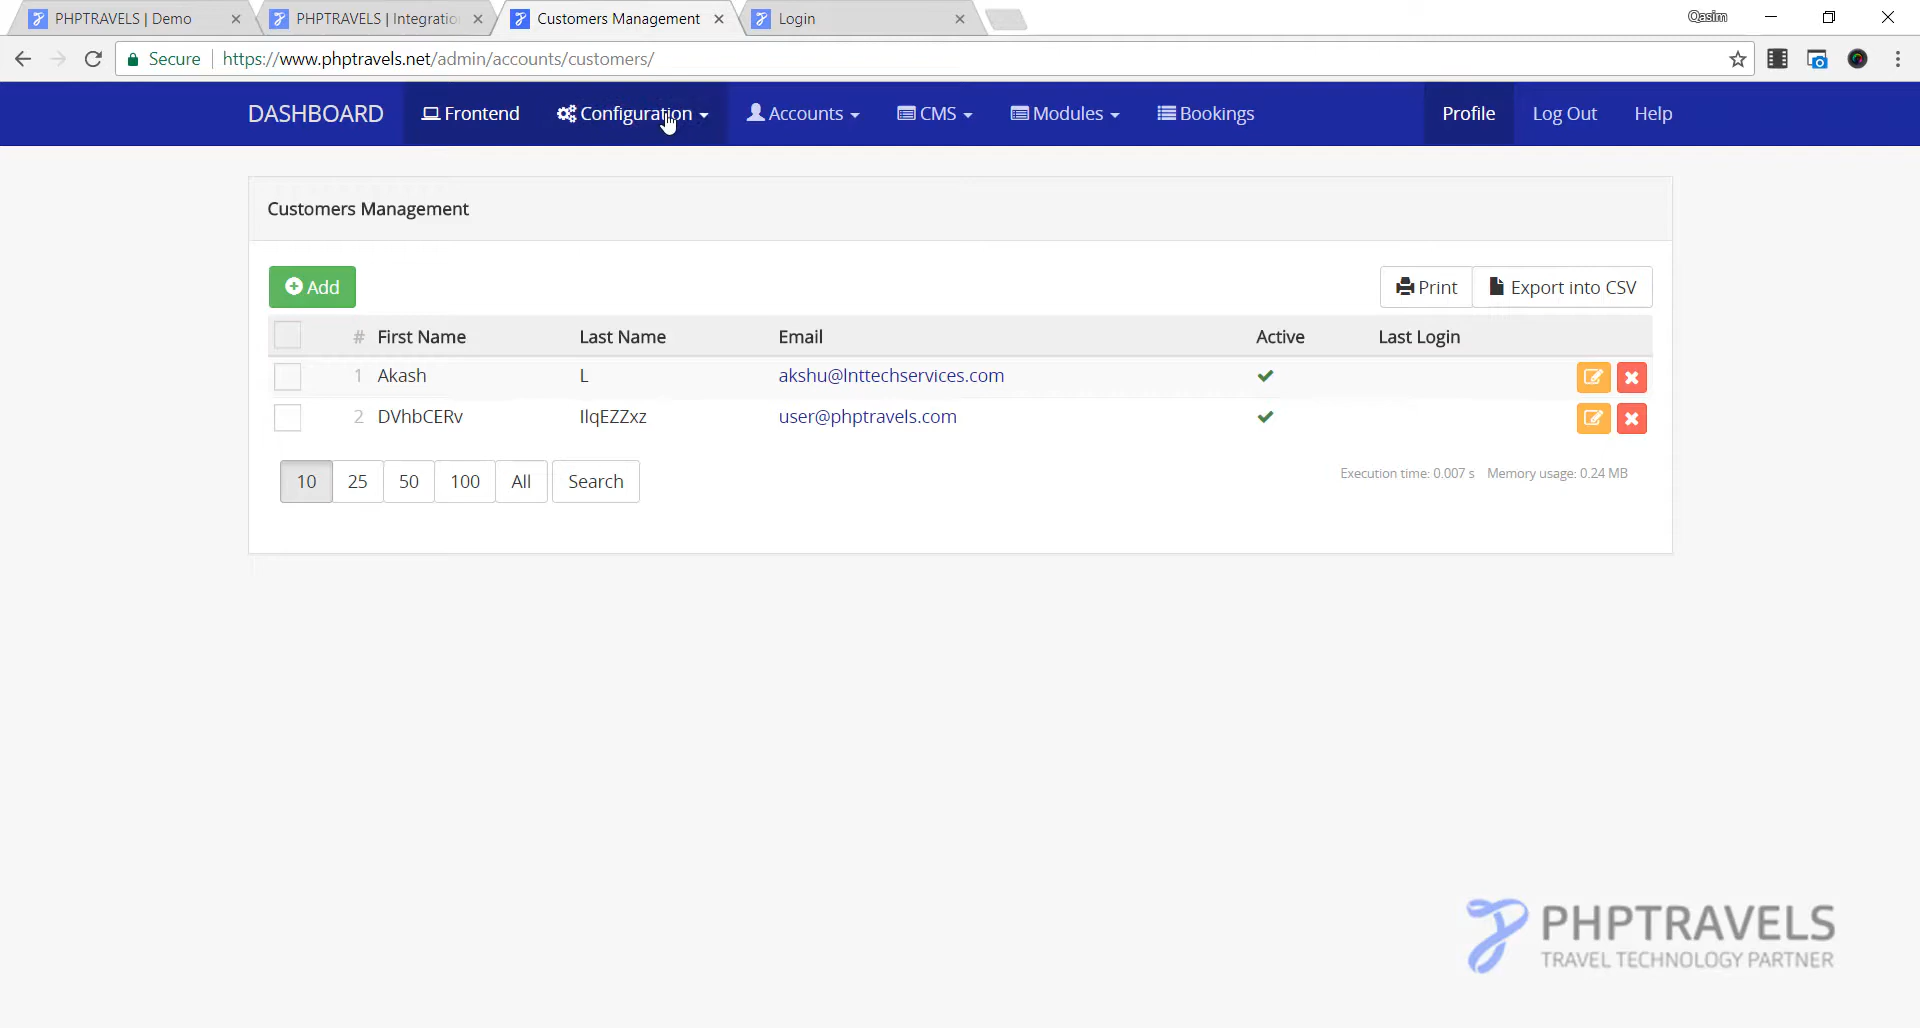 PHPTRAVELS | Demo
PHPTRAVELS | Integratio
Customers Management
Login
Qasim
Secure
https://www.phptravels.net/admin/accounts/customers/
DASHBOARD Frontend Configuration Accounts CMS Modules Bookings Profile Log Out Help
Customers Management
Add Print Export into CSV
# First Name Last Name Email Active Last Login
1 Akash L akshu@lnttechservices.com
2 DVhbCERv IlqEZZxz user@phptravels.com
10 25 50 100 All Search
Execution time: 0.007 s Memory usage: 0.24 MB
PHPTRAVELS
TRAVEL TECHNOLOGY PARTNER